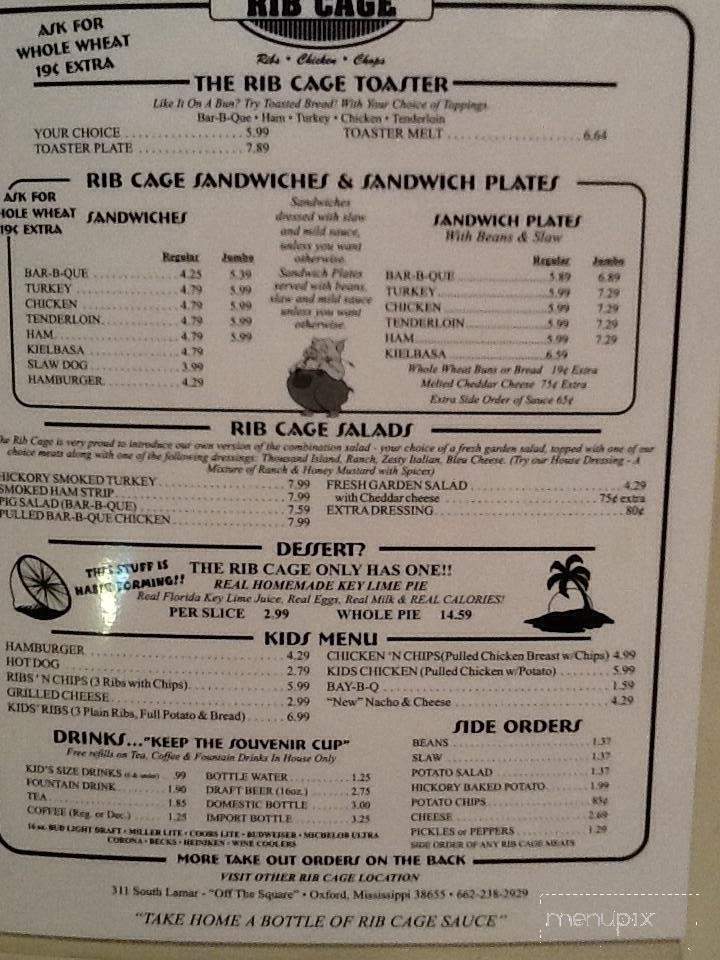 RIB CAGE
ASK FOR
WHOLE WHEAT
19¢ EXTRA
Ribs • Chicken • Chops
THE RIB CAGE TOASTER
Like It On A Bun? Try Toasted Bread! With Your Choice of Toppings.
Bar-B-Que • Ham • Turkey • Chicken • Tenderloin
YOUR CHOICE 5.99
TOASTER MELT 6.64
TOASTER PLATE 7.89
RIB CAGE SANDWICHES & SANDWICH PLATES
ASK FOR
HOLE WHEAT
19¢ EXTRA
SANDWICHES
Regular Jumbo
BAR-B-QUE 4.25 5.39
TURKEY 4.79 5.99
CHICKEN 4.79 5.99
TENDERLOIN 4.79 5.99
HAM 4.79 5.99
KIELBASA 4.79
SLAW DOG 3.99
HAMBURGER 4.29
Sandwiches
dressed with slaw
and mild sauce,
unless you want
otherwise.
Sandwich Plates
served with beans,
slaw and mild sauce
unless you want
otherwise.
SANDWICH PLATES
With Beans & Slaw
Regular Jumbo
BAR-B-QUE 5.89 6.89
TURKEY 5.99 7.29
CHICKEN 5.99 7.29
TENDERLOIN 5.99 7.29
HAM 5.99 7.29
KIELBASA 6.59
Whole Wheat Buns or Bread 19¢ Extra
Melted Cheddar Cheese 75¢ Extra
Extra Side Order of Sauce 65¢
RIB CAGE SALADS
he Rib Cage is very proud to introduce our own version of the combination salad - your choice of a fresh garden salad, topped with one of our
choice meats along with one of the following dressings: Thousand Island, Ranch, Zesty Italian, Bleu Cheese. (Try our House Dressing - A
Mixture of Ranch & Honey Mustard with Spices)
HICKORY SMOKED TURKEY 7.99
SMOKED HAM STRIP 7.99
PIG SALAD (BAR-B-QUE) 7.59
PULLED BAR-B-QUE CHICKEN 7.99
FRESH GARDEN SALAD 4.29
with Cheddar cheese 75¢ extra
EXTRA DRESSING 80¢
DESSERT?
THIS STUFF IS
HABIT FORMING!!
THE RIB CAGE ONLY HAS ONE!!
REAL HOMEMADE KEY LIME PIE
Real Florida Key Lime Juice, Real Eggs, Real Milk & REAL CALORIES!
PER SLICE 2.99 WHOLE PIE 14.59
KIDS MENU
HAMBURGER 4.29
HOT DOG 2.79
RIBS 'N CHIPS (3 Ribs with Chips) 5.99
GRILLED CHEESE 2.99
KIDS' RIBS (3 Plain Ribs, Full Potato & Bread) 6.99
CHICKEN 'N CHIPS(Pulled Chicken Breast w/Chips) 4.99
KIDS CHICKEN (Pulled Chicken w/Potato) 5.99
BAY-B-Q 1.59
"New" Nacho & Cheese 4.29
DRINKS..."KEEP THE SOUVENIR CUP"
Free refills on Tea, Coffee & Fountain Drinks In House Only
KID'S SIZE DRINKS .99
FOUNTAIN DRINK 1.90
TEA 1.85
COFFEE (Reg. or Dec.) 1.25
BOTTLE WATER 1.25
DRAFT BEER (16oz.) 2.75
DOMESTIC BOTTLE 3.00
IMPORT BOTTLE 3.25
16 oz. BUD LIGHT DRAFT • MILLER LITE • COORS LITE • BUDWEISER • MICHELOB ULTRA
CORONA • BECKS • HEINIKEN • WINE COOLERS
SIDE ORDERS
BEANS 1.37
SLAW 1.37
POTATO SALAD 1.37
HICKORY BAKED POTATO 1.99
POTATO CHIPS 85¢
CHEESE 2.69
PICKLES or PEPPERS 1.29
SIDE ORDER OF ANY RIB CAGE MEATS
MORE TAKE OUT ORDERS ON THE BACK
VISIT OTHER RIB CAGE LOCATION
311 South Lamar - "Off The Square" • Oxford, Mississippi 38655 • 662-238-2929
"TAKE HOME A BOTTLE OF RIB CAGE SAUCE"
menupix